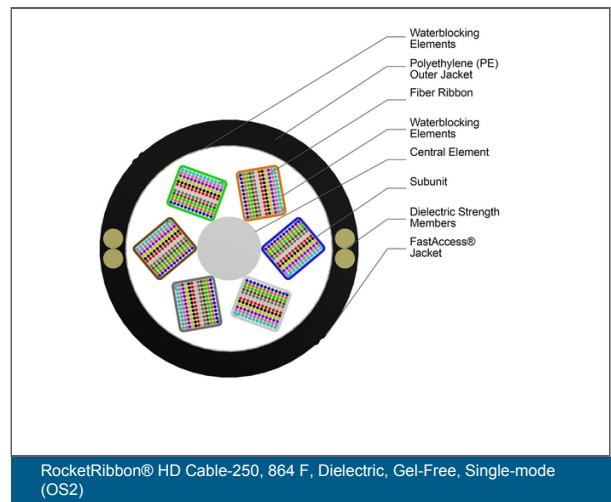 Waterblocking
Elements
Polyethylene (PE)
Outer Jacket
Fiber Ribbon
Waterblocking
Elements
Central Element
Subunit
Dielectric Strength
Members
FastAccess®
Jacket
RocketRibbon® HD Cable-250, 864 F, Dielectric, Gel-Free, Single-mode
(OS2)